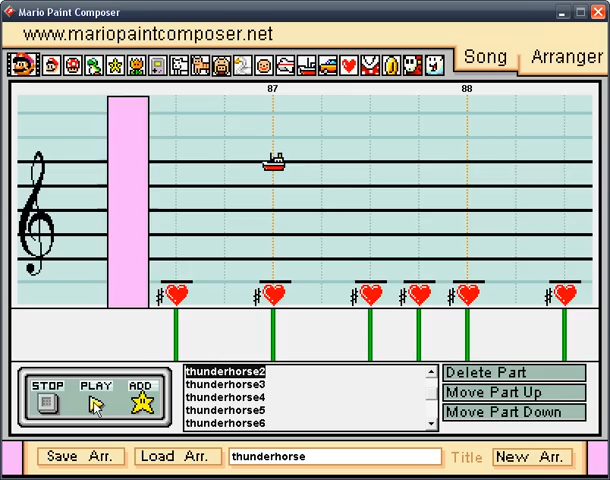 Mario Paint Composer
www.mariopaintcomposer.net
Song
Arranger
87
88
STOP
PLAY
ADD
thunderhorse2
thunderhorse3
thunderhorse4
thunderhorse5
thunderhorse6
Delete Part
Move Part Up
Move Part Down
Save Arr.
Load Arr.
thunderhorse
Title
New Arr.